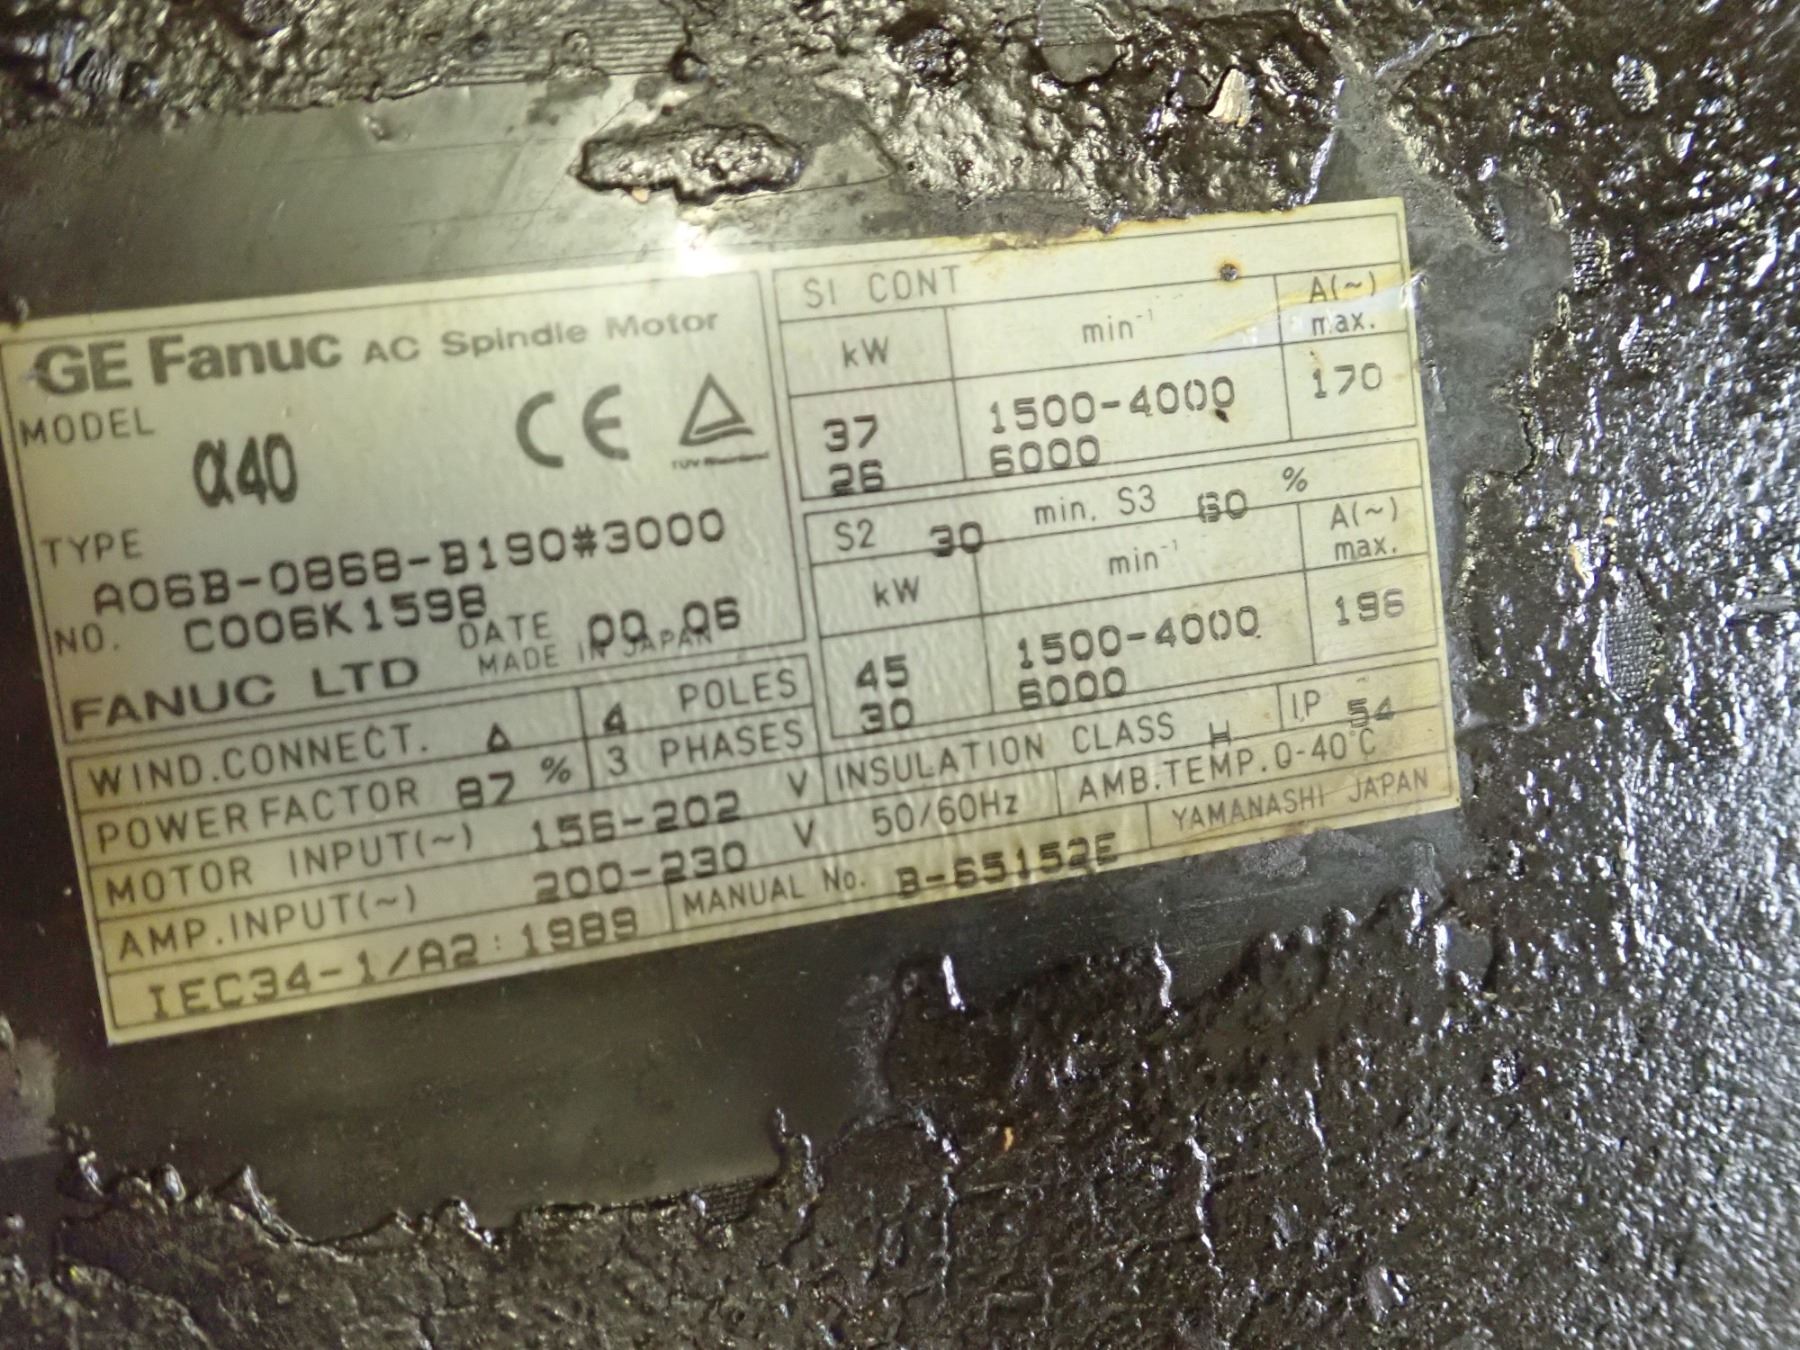 GE Fanuc AC Spindle Motor
MODEL
α40
CE
TÜV Rheinland
TYPE
A06B-0868-B190#3000
NO. C006K1598
DATE 00.06
FANUC LTD MADE IN JAPAN
WIND.CONNECT. Δ 4 POLES
POWER FACTOR 87 % 3 PHASES
MOTOR INPUT(~) 156-202 V
AMP.INPUT(~) 200-230 V 50/60Hz
IEC34-1/A2:1989
MANUAL No. B-65152E
S1 CONT
kW min⁻¹ A(~) max.
37 1500-4000 170
26 6000
S2 30 min. S3 60 %
kW min⁻¹ A(~) max.
45 1500-4000 196
30 6000
INSULATION CLASS H IP 54
AMB.TEMP.0-40°C
YAMANASHI JAPAN